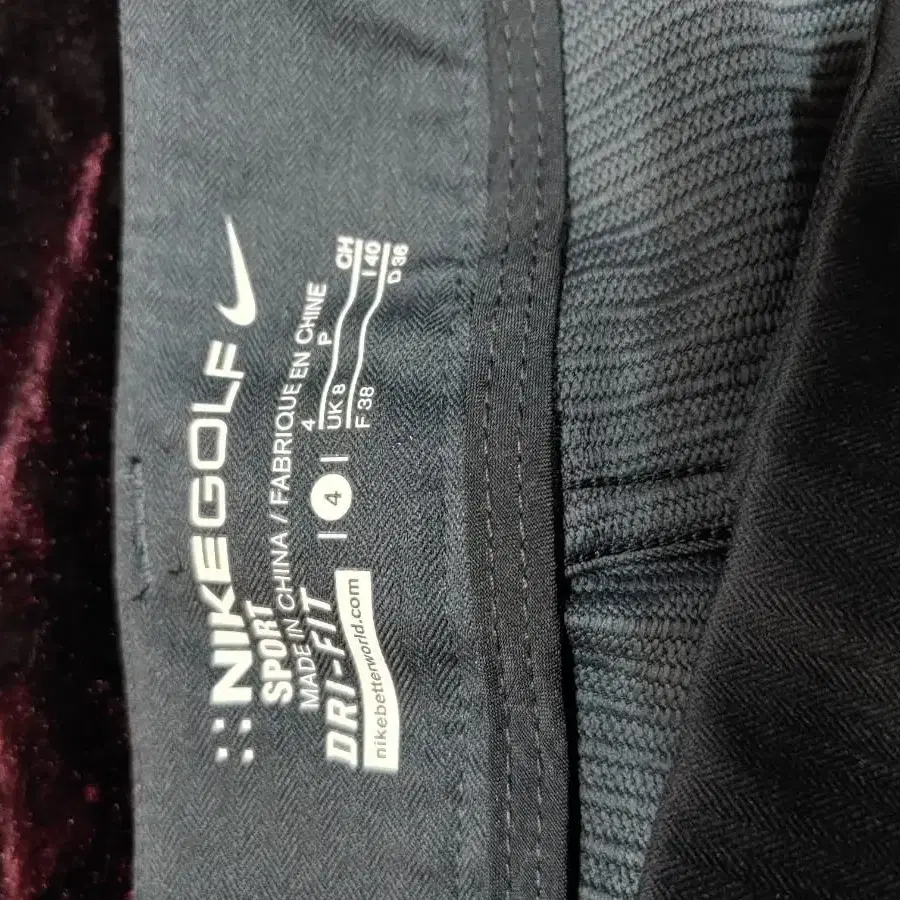 NIKEGOLF
SPORT
MADE IN CHINA / FABRIQUE EN CHINE
DRI-FIT
nikebetterworld.com
4
4
UK 8 P CH
F 38 I 40
D 36